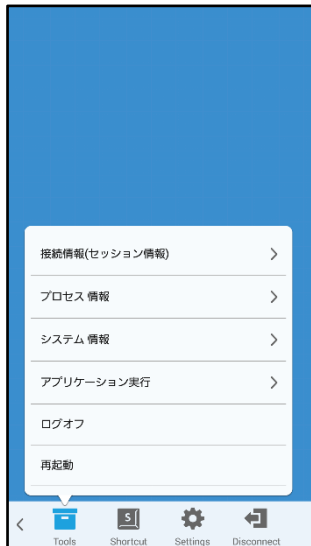 接続情報(セッション情報)
プロセス 情報
システム 情報
アプリケーション実行
ログオフ
再起動
S
Tools Shortcut Settings Disconnect